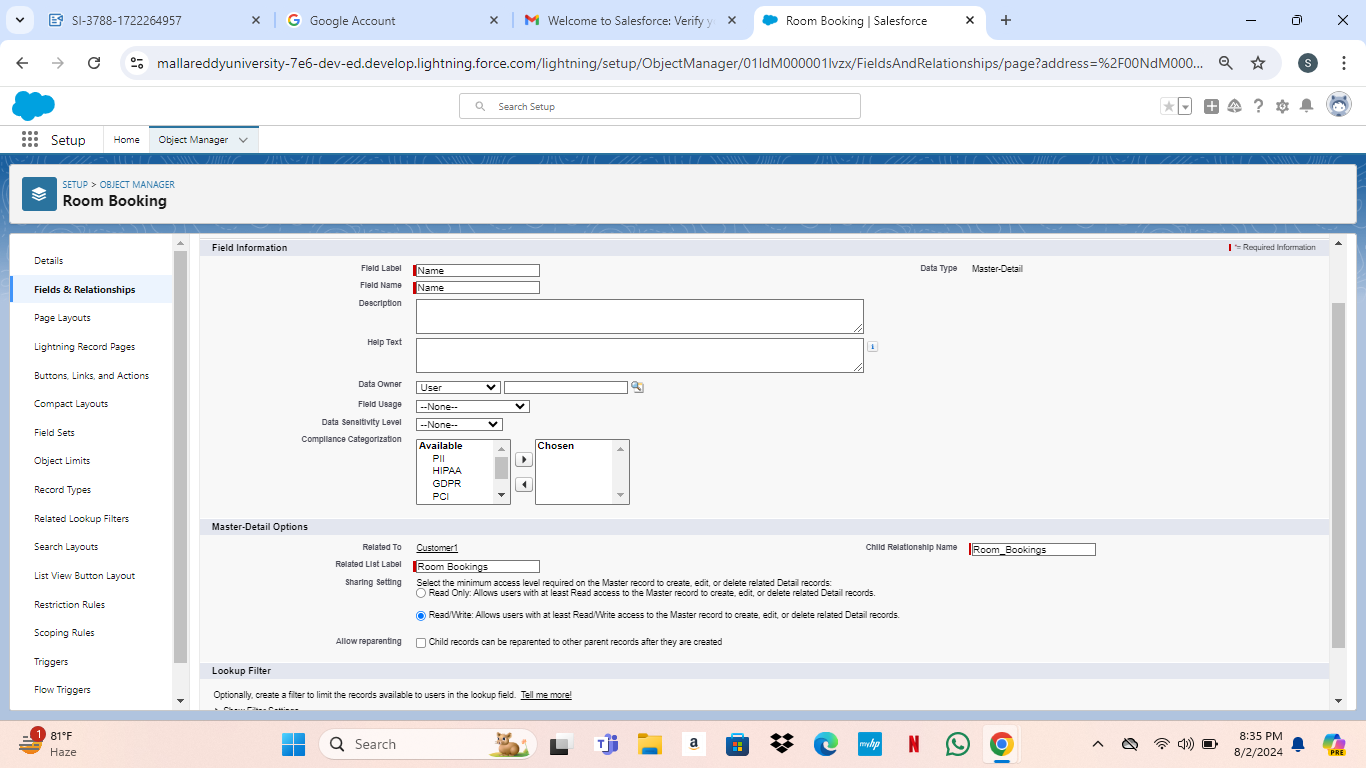 SI-3788-1722264957
Google Account
Welcome to Salesforce: Verify y
Room Booking | Salesforce
mallareddyuniversity-7e6-dev-ed.develop.lightning.force.com/lightning/setup/ObjectManager/01IdM000001lvzx/FieldsAndRelationships/page?address=%2F00NdM000...
S
Search Setup
Setup
Home
Object Manager
SETUP > OBJECT MANAGER
Room Booking
Details
Fields & Relationships
Page Layouts
Lightning Record Pages
Buttons, Links, and Actions
Compact Layouts
Field Sets
Object Limits
Record Types
Related Lookup Filters
Search Layouts
List View Button Layout
Restriction Rules
Scoping Rules
Triggers
Flow Triggers
Field Information
= Required Information
Field Label Name
Data Type Master-Detail
Field Name Name
Description
Help Text
i
Data Owner User
Field Usage --None--
Data Sensitivity Level --None--
Compliance Categorization
Available
PII
HIPAA
GDPR
PCI
Chosen
Master-Detail Options
Related To Customer1
Child Relationship Name Room_Bookings
Related List Label Room Bookings
Sharing Setting Select the minimum access level required on the Master record to create, edit, or delete related Detail records:
Read Only: Allows users with at least Read access to the Master record to create, edit, or delete related Detail records.
Read/Write: Allows users with at least Read/Write access to the Master record to create, edit, or delete related Detail records.
Allow reparenting Child records can be reparented to other parent records after they are created
Lookup Filter
Optionally, create a filter to limit the records available to users in the lookup field. Tell me more!
Show Filter Settings
1
81°F
Haze
Search
a
myhp
N
8:35 PM
8/2/2024
PRE